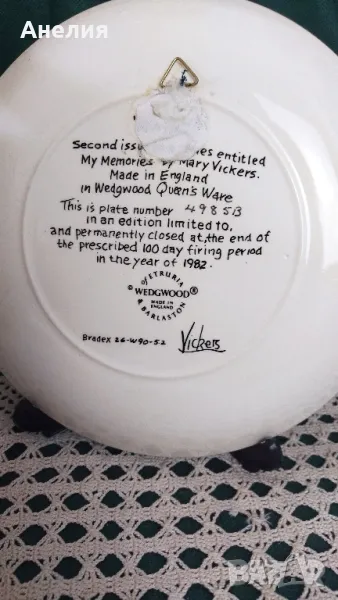 Анелия
Second issu es entitled
My Memories by Mary Vickers.
Made in England
in Wedgwood Queen's Ware
This is plate number 4985B
in an edition limited to,
and permanently closed at, the end of
the prescribed 100 day firing period
in the year of 1982.
OF ETRURIA
WEDGWOOD®
MADE IN
ENGLAND
& BARLASTON
Bradex 26-W90-5.2
Vickers